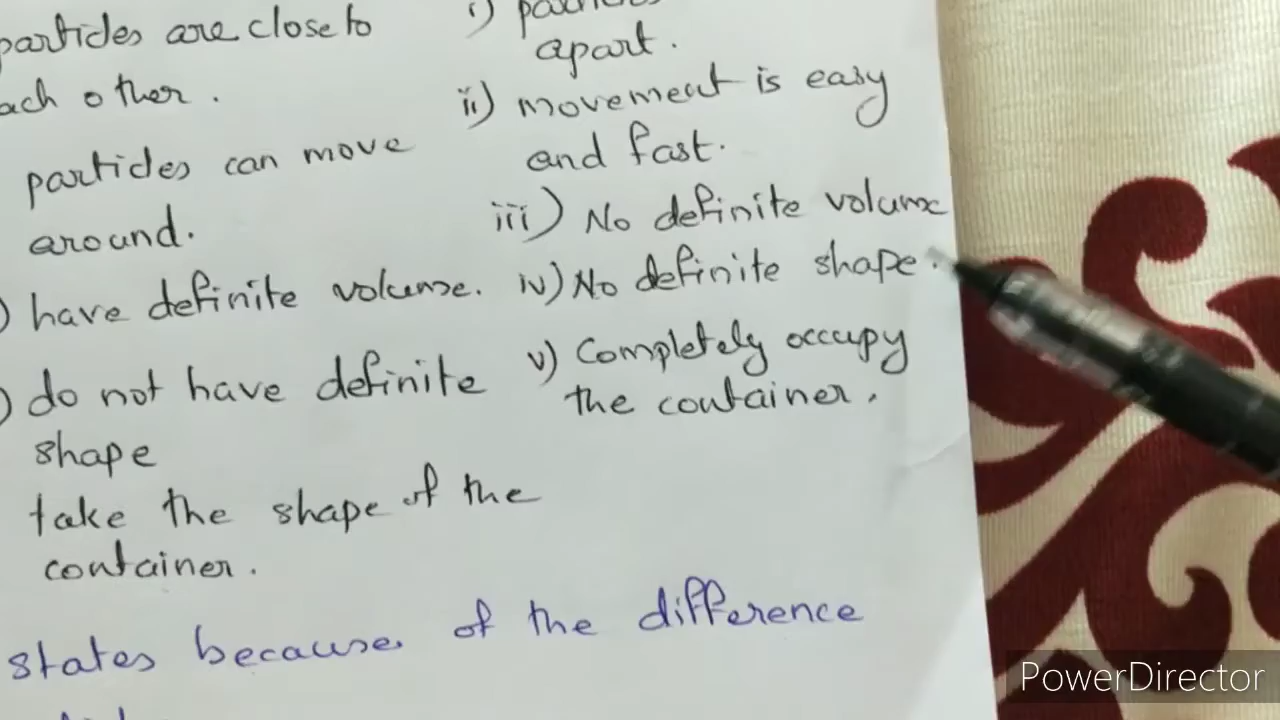 particles are close to
ach other.
particles can move
around.
) have definite volume.
) do not have definite
shape
take the shape of the
container.
i)
apart.
ii) movement is easy
and fast.
iii) No definite volume
iv) No definite shape.
v) Completely occupy
the container.
states because of the difference
PowerDirector